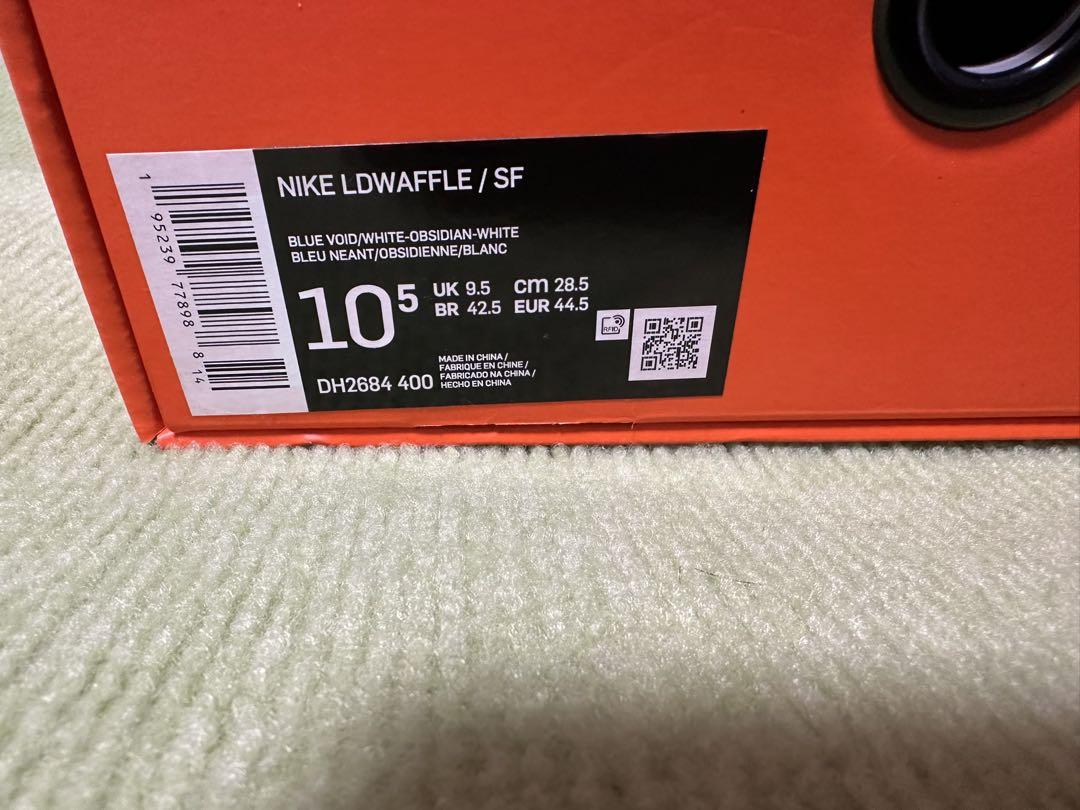 1 95239 77898 8 14
NIKE LDWAFFLE / SF
BLUE VOID/WHITE-OBSIDIAN-WHITE
BLEU NEANT/OBSIDIENNE/BLANC
10 5 UK 9.5 cm 28.5
BR 42.5 EUR 44.5
DH2684 400
MADE IN CHINA /
FABRIQUE EN CHINE /
FABRICADO NA CHINA /
HECHO EN CHINA
RFID